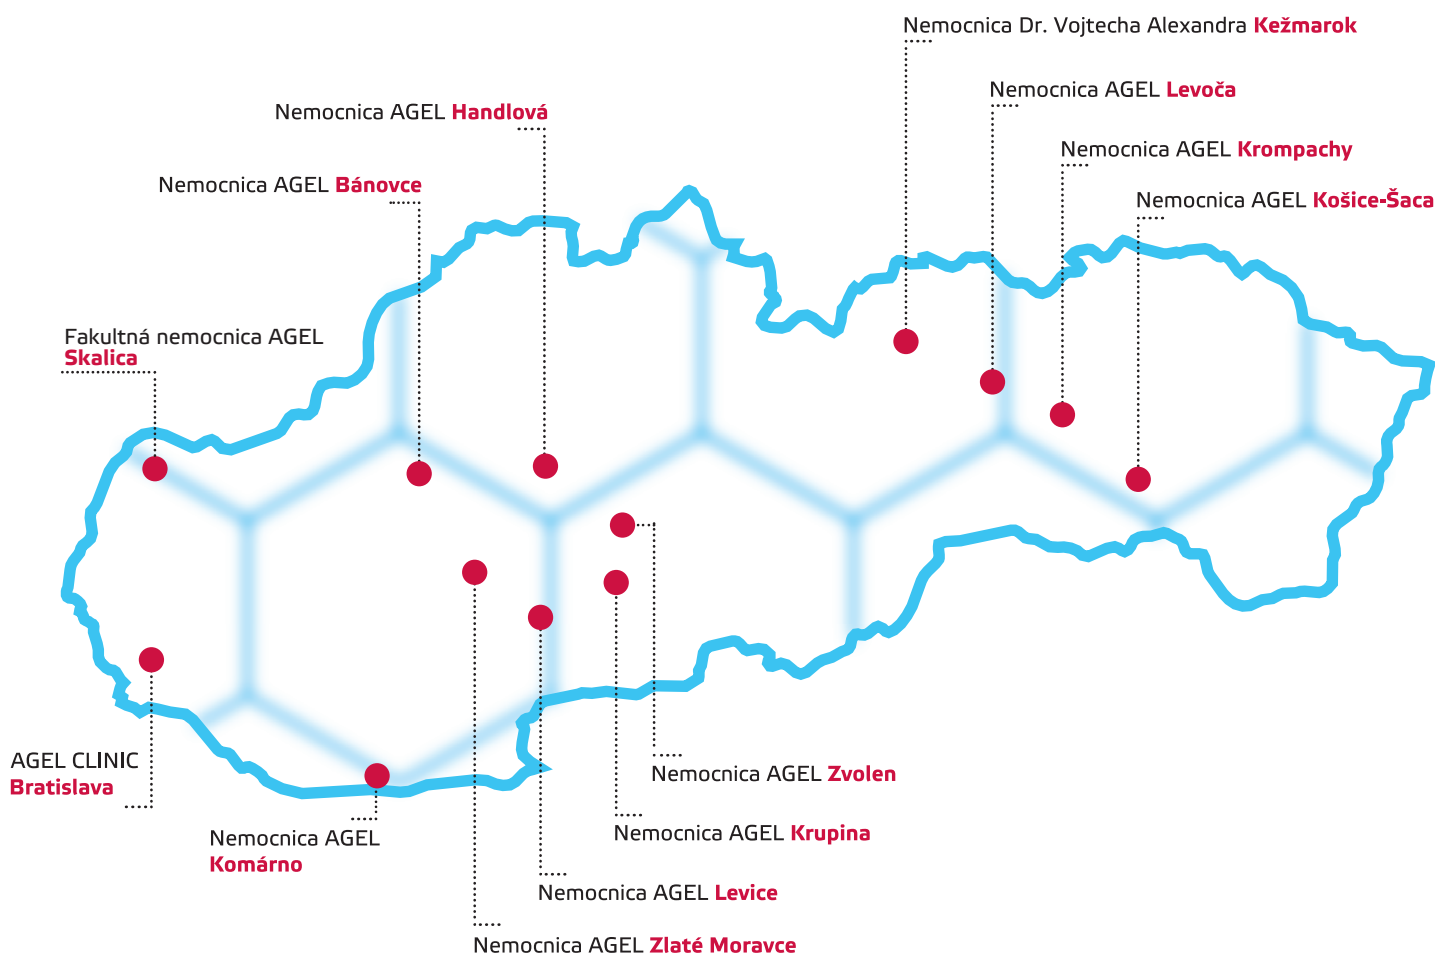 Nemocnica Dr. Vojtecha Alexandra Kežmarok
Nemocnica AGEL Levoča
Nemocnica AGEL Handlová
Nemocnica AGEL Krompachy
Nemocnica AGEL Bánovce
Nemocnica AGEL Košice-Šaca
Fakultná nemocnica AGEL
Skalica
AGEL CLINIC
Bratislava
Nemocnica AGEL Zvolen
Nemocnica AGEL Krupina
Nemocnica AGEL
Komárno
Nemocnica AGEL Levice
Nemocnica AGEL Zlaté Moravce